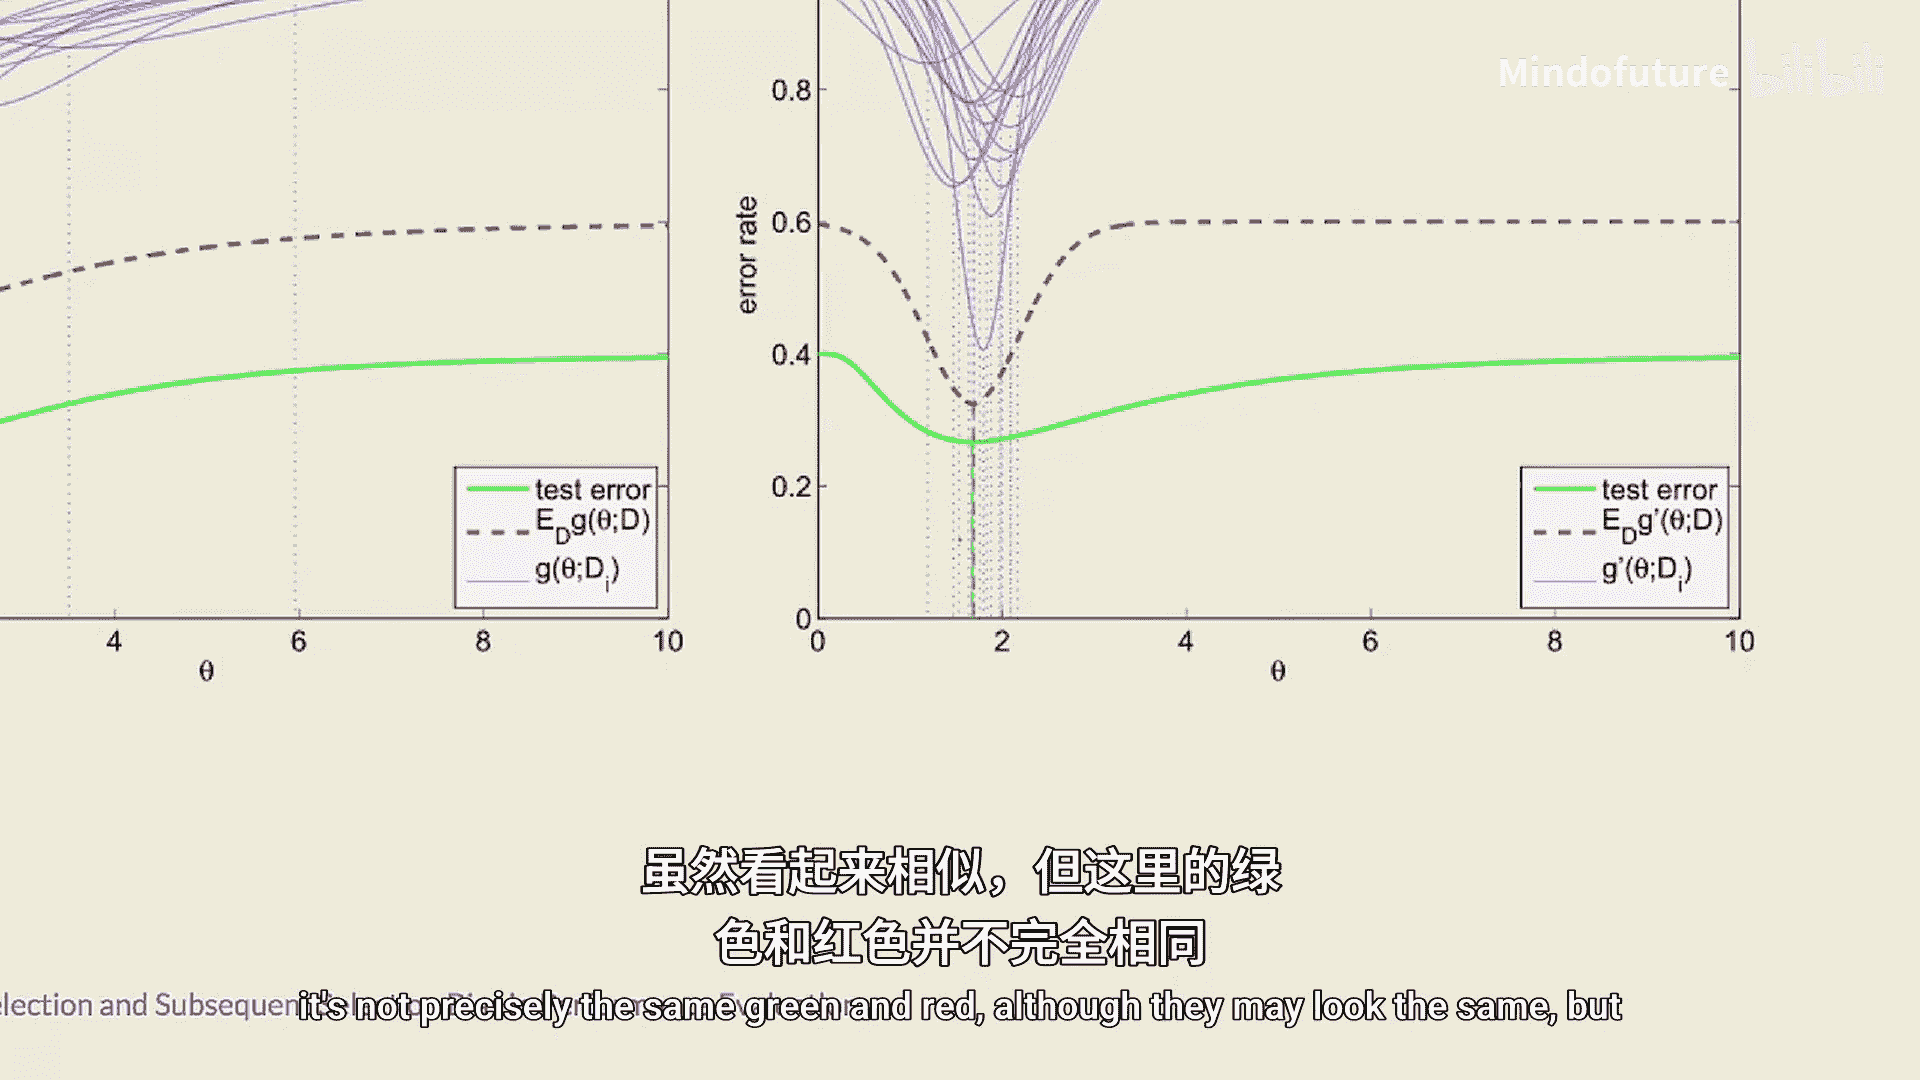 Mindofuture bilibili
0.8
0.6
0.4
0.2
0
error rate
test error
E_D g(θ;D)
g(θ;D_i)
4 6 8 10
θ
test error
E_D g'(θ;D)
g'(θ;D_i)
0 2 4 6 8 10
θ
虽然看起来相似，但这里的绿
色和红色并不完全相同
election and Subsequen
it's not precisely the same green and red, although they may look the same, but